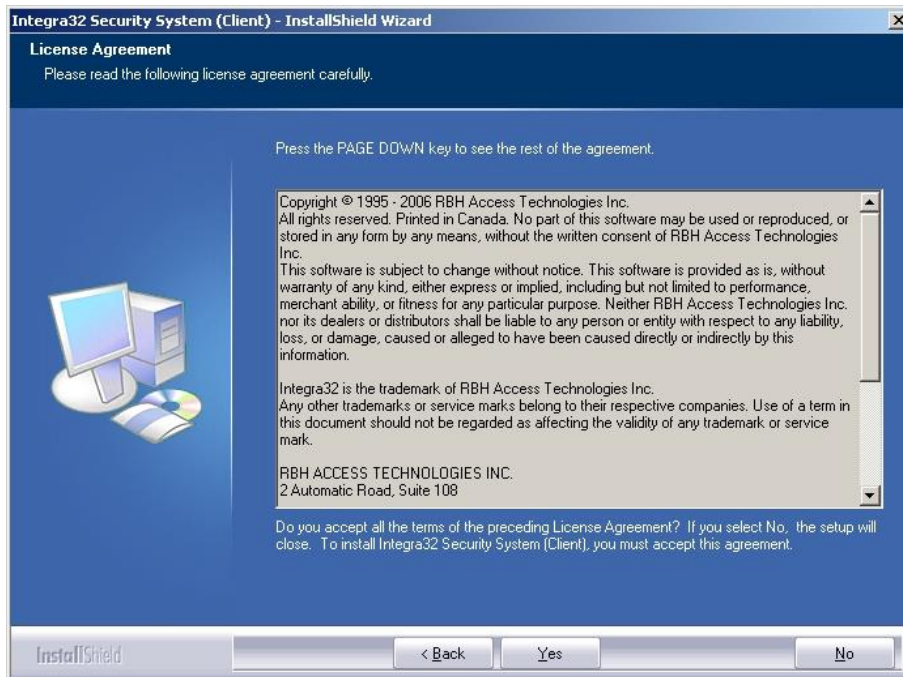 Integra32 Security System (Client) - InstallShield Wizard
License Agreement
Please read the following license agreement carefully.
Press the PAGE DOWN key to see the rest of the agreement.
Copyright © 1995 - 2006 RBH Access Technologies Inc.
All rights reserved. Printed in Canada. No part of this software may be used or reproduced, or
stored in any form by any means, without the written consent of RBH Access Technologies
Inc.
This software is subject to change without notice. This software is provided as is, without
warranty of any kind, either express or implied, including but not limited to performance,
merchant ability, or fitness for any particular purpose. Neither RBH Access Technologies Inc.
nor its dealers or distributors shall be liable to any person or entity with respect to any liability,
loss, or damage, caused or alleged to have been caused directly or indirectly by this
information.
Integra32 is the trademark of RBH Access Technologies Inc.
Any other trademarks or service marks belong to their respective companies. Use of a term in
this document should not be regarded as affecting the validity of any trademark or service
mark.
RBH ACCESS TECHNOLOGIES INC.
2 Automatic Road, Suite 108
Do you accept all the terms of the preceding License Agreement? If you select No, the setup will
close. To install Integra32 Security System (Client), you must accept this agreement.
InstallShield
< Back
Yes
No